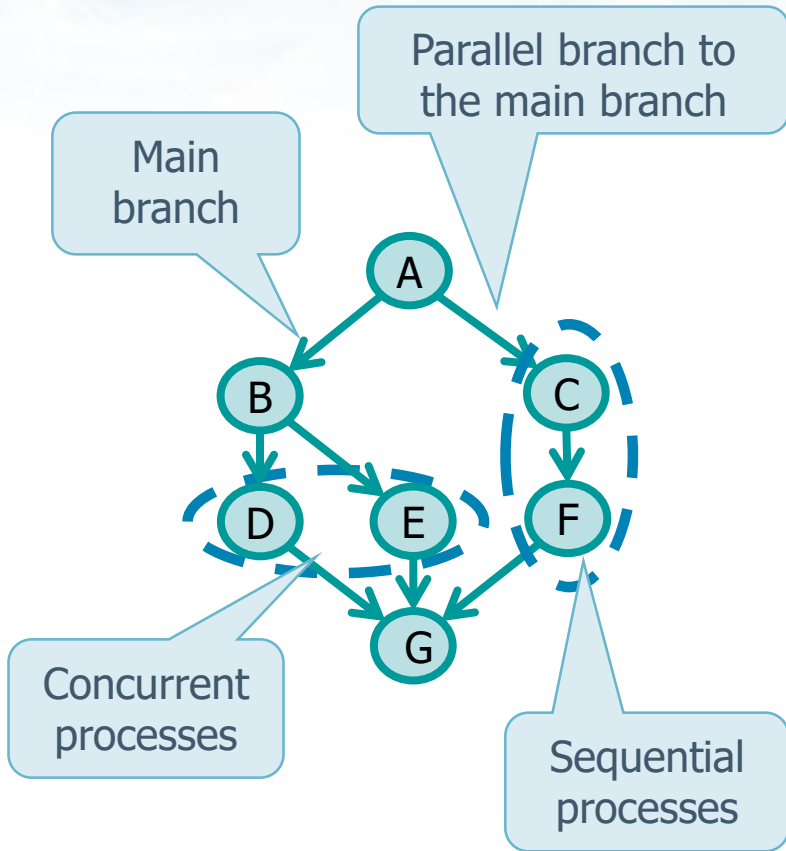 Parallel branch to
the main branch
Main
branch
A
B
C
D
E
F
G
Concurrent
processes
Sequential
processes